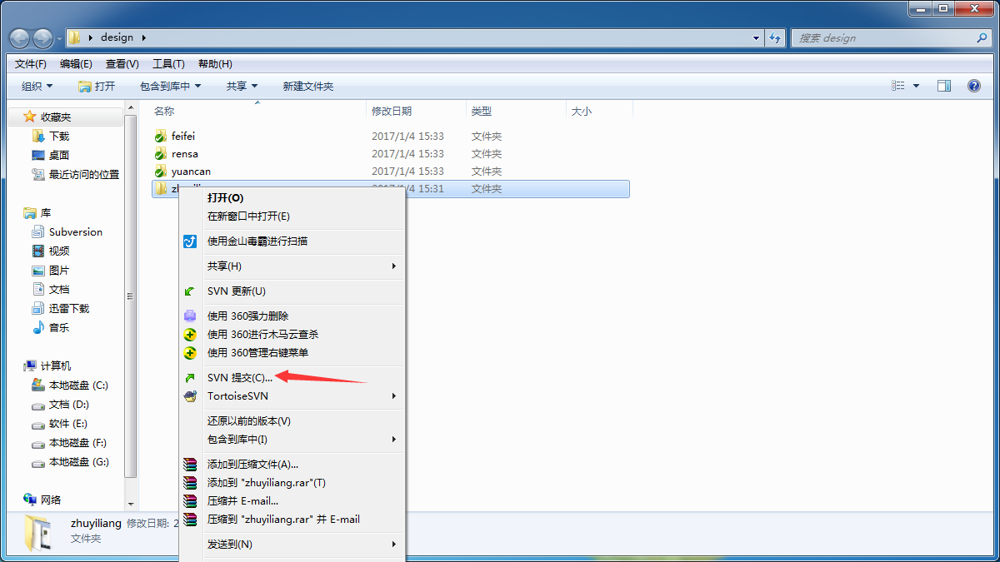 design
搜索 design
文件(F) 编辑(E) 查看(V) 工具(T) 帮助(H)
组织 打开 包含到库中 共享 新建文件夹
收藏夹
下载
桌面
最近访问的位置
库
Subversion
视频
图片
文档
迅雷下载
音乐
计算机
本地磁盘 (C:)
文档 (D:)
软件 (E:)
本地磁盘 (F:)
本地磁盘 (G:)
网络
名称 修改日期 类型 大小
feifei 2017/1/4 15:33 文件夹
rensa 2017/1/4 15:33 文件夹
yuancan 2017/1/4 15:33 文件夹
2017/1/4 15:31 文件夹
打开(O)
在新窗口中打开(E)
使用金山毒霸进行扫描
共享(H)
SVN 更新(U)
使用 360强力删除
使用 360进行木马云查杀
使用 360管理右键菜单
SVN 提交(C)...
TortoiseSVN
还原以前的版本(V)
包含到库中(I)
添加到压缩文件(A)...
添加到 "zhuyiliang.rar"(T)
压缩并 E-mail...
压缩到 "zhuyiliang.rar" 并 E-mail
发送到(N)
zhuyiliang 修改日期: 2
文件夹